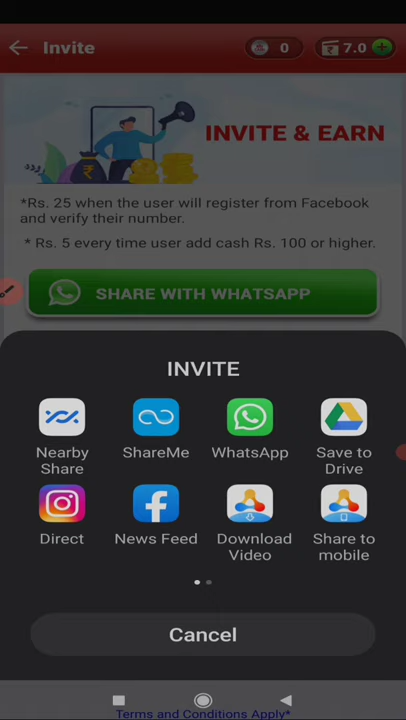 Invite
0
7.0
INVITE & EARN
*Rs. 25 when the user will register from Facebook
and verify their number.
* Rs. 5 every time user add cash Rs. 100 or higher.
SHARE WITH WHATSAPP
INVITE
Nearby
Share
ShareMe
WhatsApp
Save to
Drive
Direct
News Feed
Download
Video
Share to
mobile
Cancel
Terms and Conditions Apply*